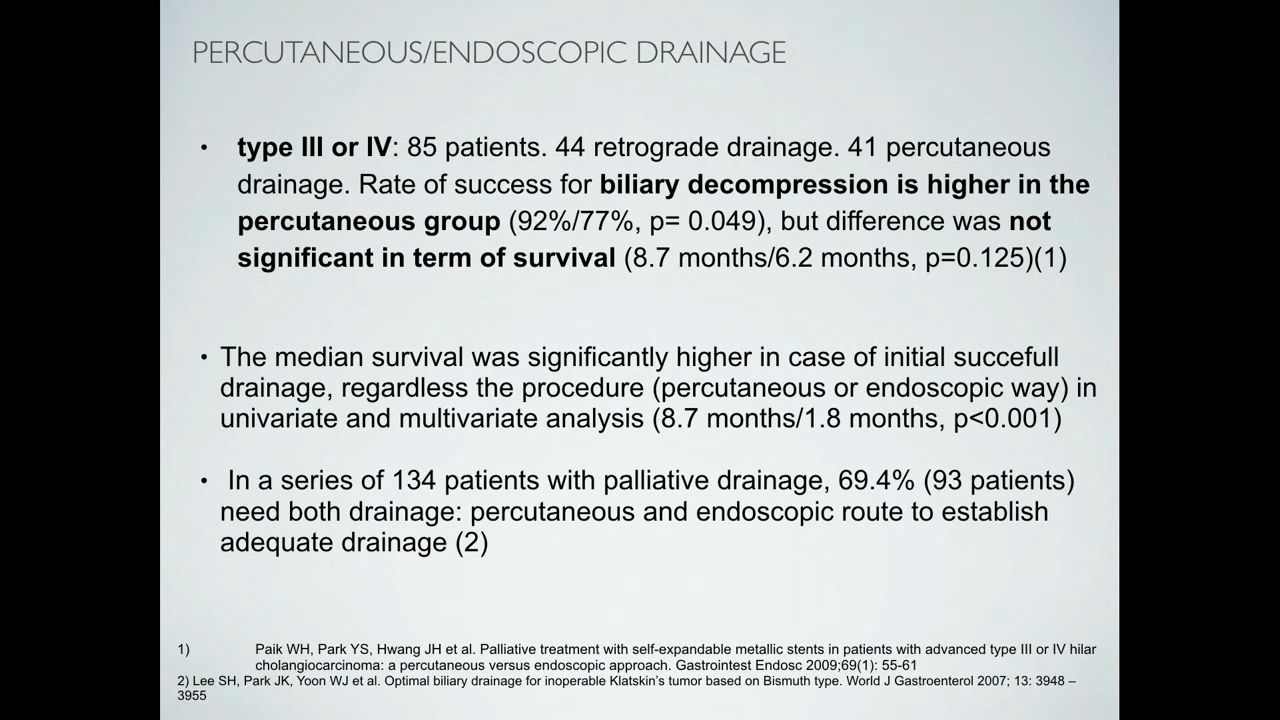 PERCUTANEOUS/ENDOSCOPIC DRAINAGE
• type III or IV: 85 patients. 44 retrograde drainage. 41 percutaneous
drainage. Rate of success for biliary decompression is higher in the
percutaneous group (92%/77%, p= 0.049), but difference was not
significant in term of survival (8.7 months/6.2 months, p=0.125)(1)
• The median survival was significantly higher in case of initial succefull
drainage, regardless the procedure (percutaneous or endoscopic way) in
univariate and multivariate analysis (8.7 months/1.8 months, p<0.001)
• In a series of 134 patients with palliative drainage, 69.4% (93 patients)
need both drainage: percutaneous and endoscopic route to establish
adequate drainage (2)
1) Paik WH, Park YS, Hwang JH et al. Palliative treatment with self-expandable metallic stents in patients with advanced type III or IV hilar
cholangiocarcinoma: a percutaneous versus endoscopic approach. Gastrointest Endosc 2009;69(1): 55-61
2) Lee SH, Park JK, Yoon WJ et al. Optimal biliary drainage for inoperable Klatskin's tumor based on Bismuth type. World J Gastroenterol 2007; 13: 3948 –
3955